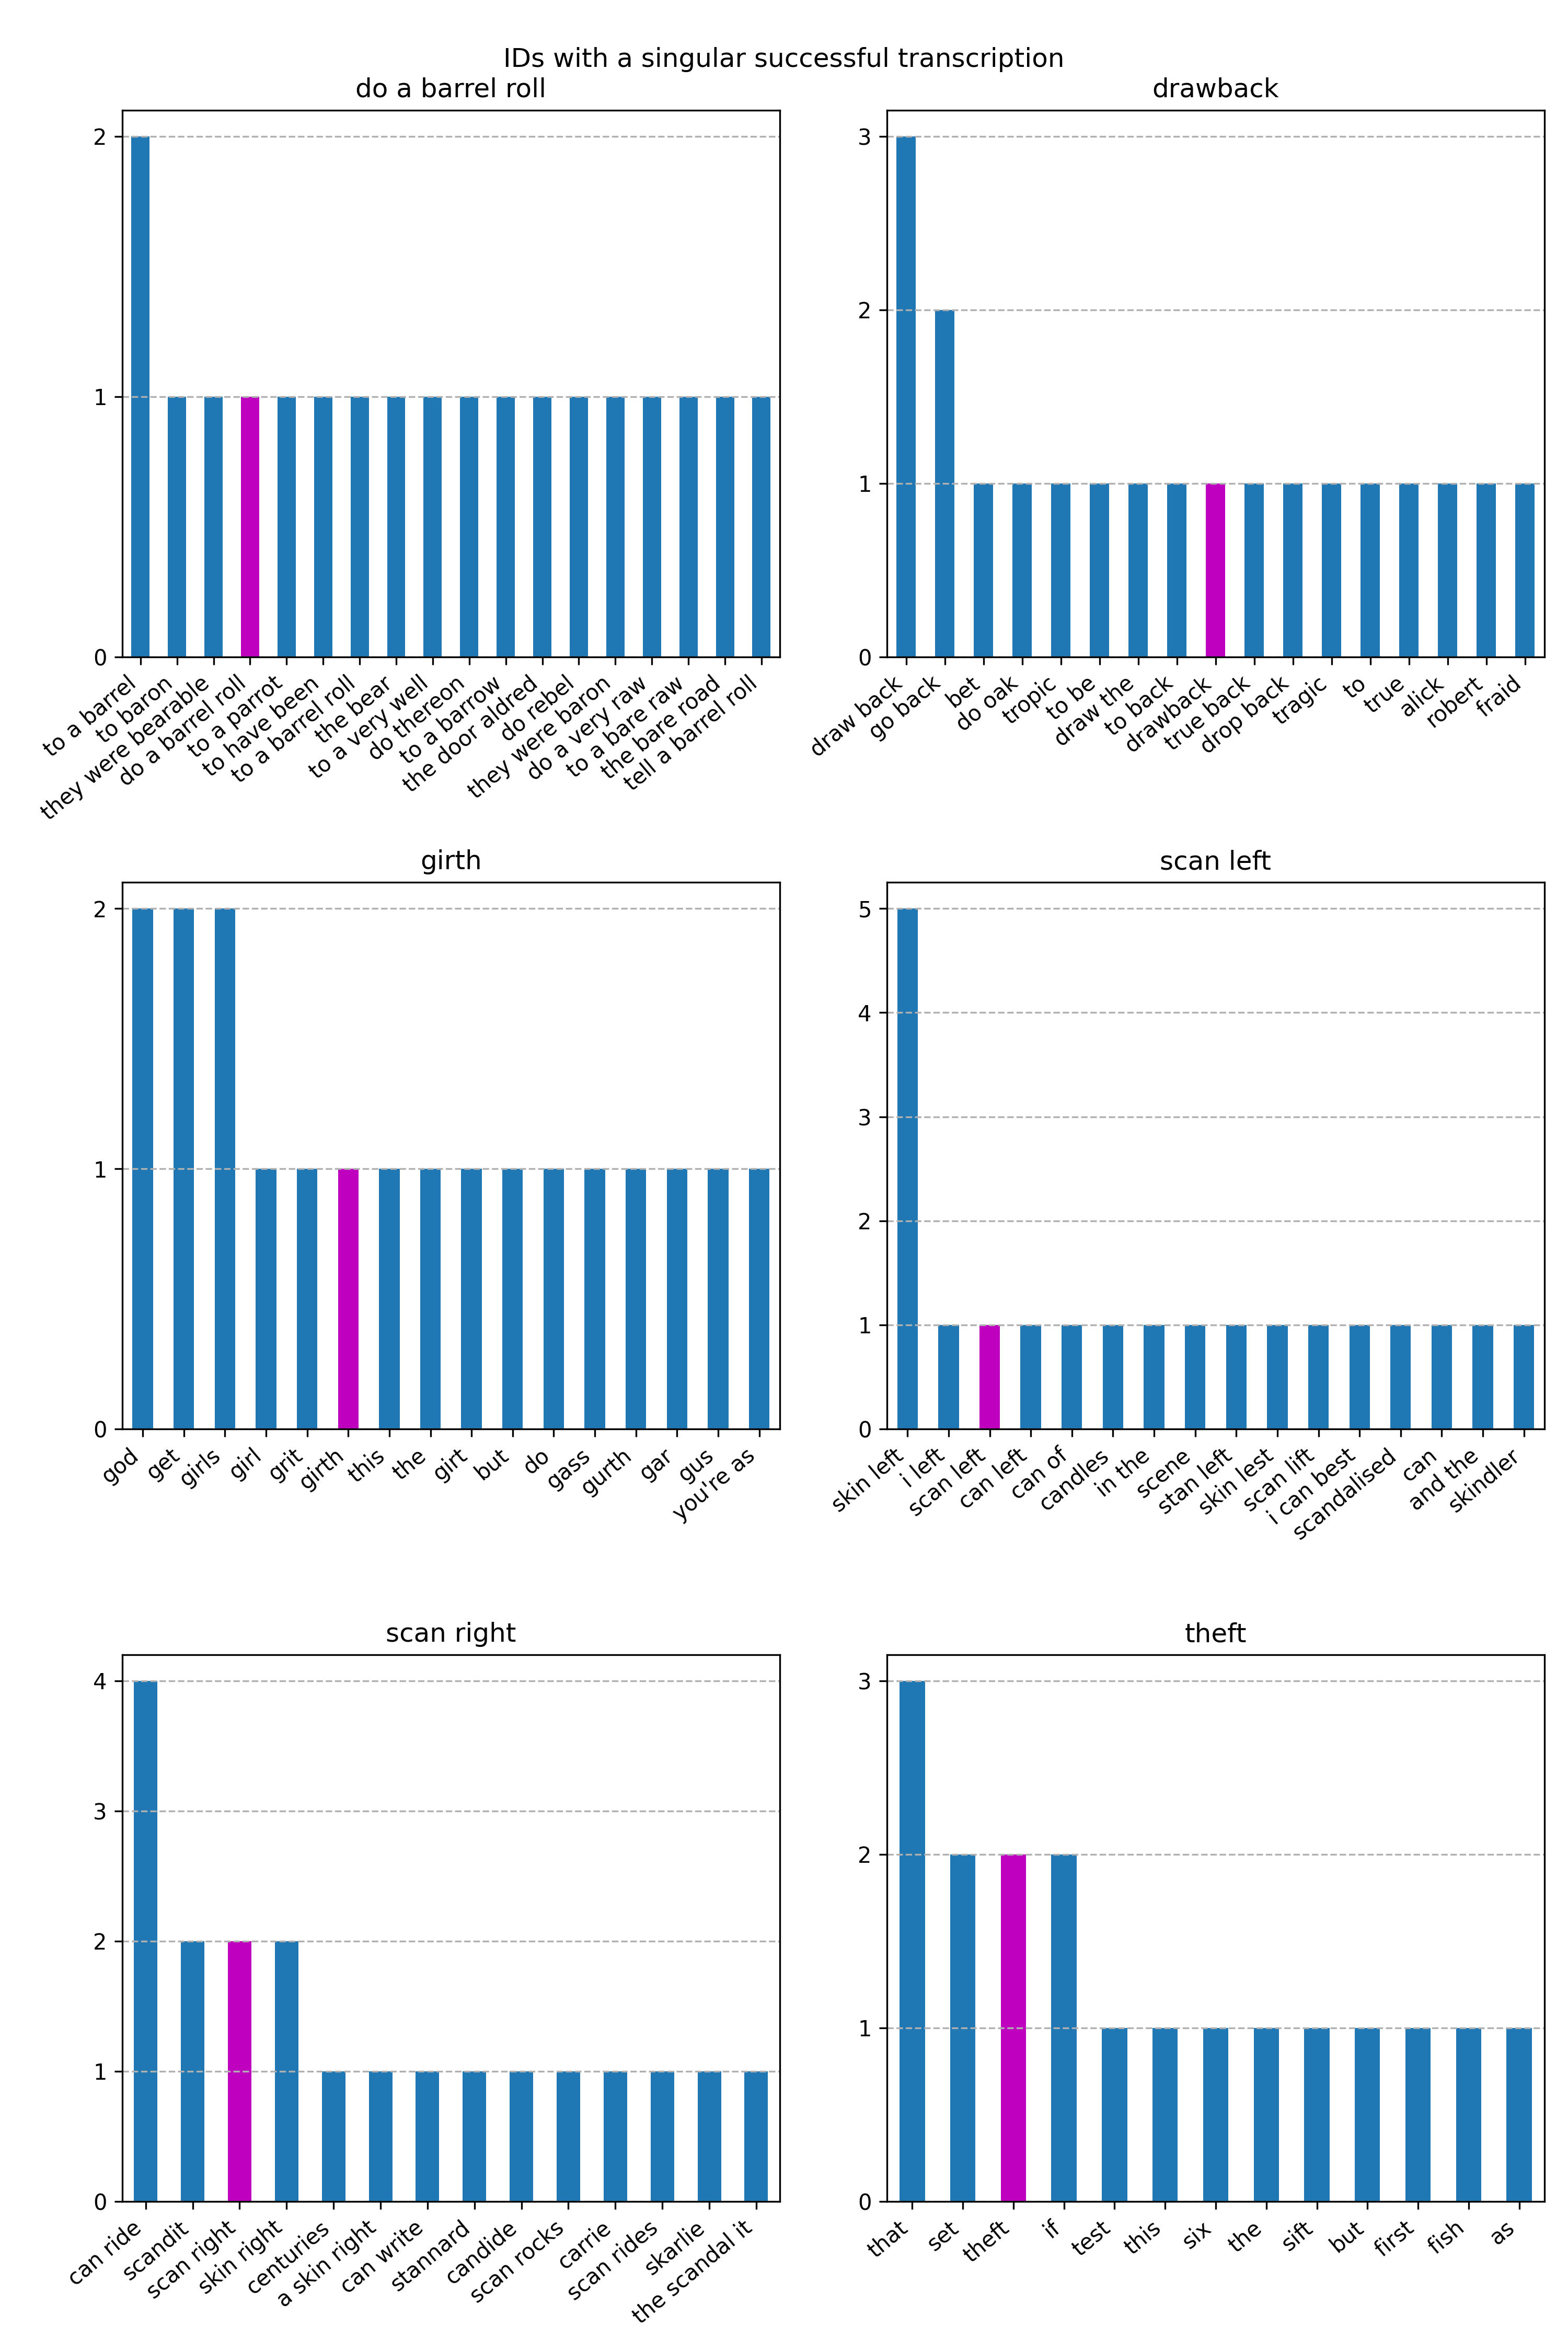 IDs with a singular successful transcription
do a barrel roll
2
1
0
to a barrel
to baron
they were bearable
do a barrel roll
to a parrot
to have been
to a barrel roll
the bear
to a very well
do thereon
to a barrow
the door aldred
do rebel
they were baron
do a very raw
to a bare raw
the bare road
tell a barrel roll
drawback
3
2
1
0
draw back
go back
bet
do oak
tropic
to be
draw the
to back
drawback
true back
drop back
tragic
to
true
alick
robert
fraid
girth
2
1
0
god
get
girls
girl
grit
girth
this
the
girt
but
do
gass
gurth
gar
gus
you're as
scan left
5
4
3
2
1
0
skin left
i left
scan left
can left
can of
candles
in the
scene
stan left
skin lest
scan lift
i can best
scandalised
can
and the
skindler
scan right
4
3
2
1
0
can ride
scandit
scan right
skin right
centuries
a skin right
can write
stannard
candide
scan rocks
carrie
scan rides
skarlie
the scandal it
theft
3
2
1
0
that
set
theft
if
test
this
six
the
sift
but
first
fish
as